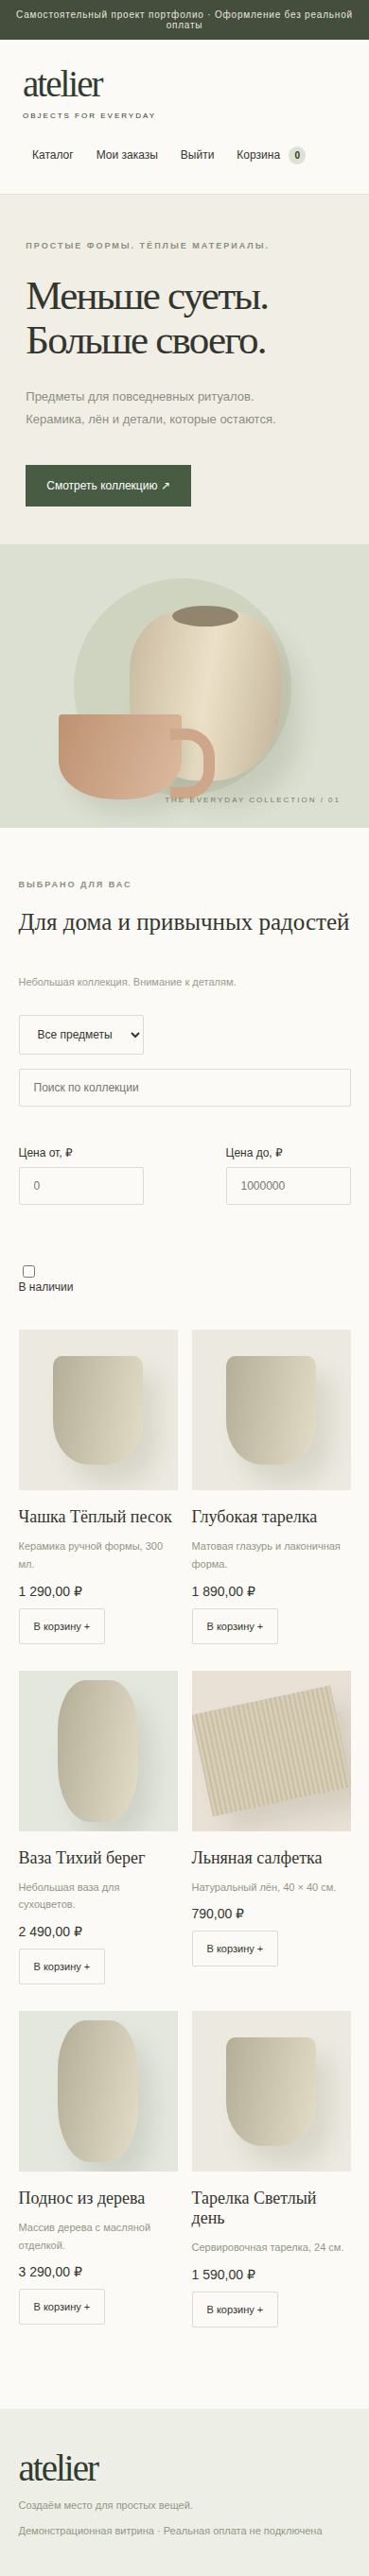 Самостоятельный проект портфолио · Оформление без реальной
оплаты
atelier
OBJECTS FOR EVERYDAY
Каталог Мои заказы Выйти Корзина 0
ПРОСТЫЕ ФОРМЫ. ТЁПЛЫЕ МАТЕРИАЛЫ.
Меньше суеты.
Больше своего.
Предметы для повседневных ритуалов.
Керамика, лён и детали, которые остаются.
Смотреть коллекцию ↗
THE EVERYDAY COLLECTION / 01
ВЫБРАНО ДЛЯ ВАС
Для дома и привычных радостей
Небольшая коллекция. Внимание к деталям.
Все предметы
Поиск по коллекции
Цена от, ₽ Цена до, ₽
0 1000000
В наличии
Чашка Тёплый песок
Керамика ручной формы, 300
мл.
1 290,00 ₽
В корзину +
Глубокая тарелка
Матовая глазурь и лаконичная
форма.
1 890,00 ₽
В корзину +
Ваза Тихий берег
Небольшая ваза для
сухоцветов.
2 490,00 ₽
В корзину +
Льняная салфетка
Натуральный лён, 40 × 40 см.
790,00 ₽
В корзину +
Поднос из дерева
Массив дерева с масляной
отделкой.
3 290,00 ₽
В корзину +
Тарелка Светлый
день
Сервировочная тарелка, 24 см.
1 590,00 ₽
В корзину +
atelier
Создаём место для простых вещей.
Демонстрационная витрина · Реальная оплата не подключена